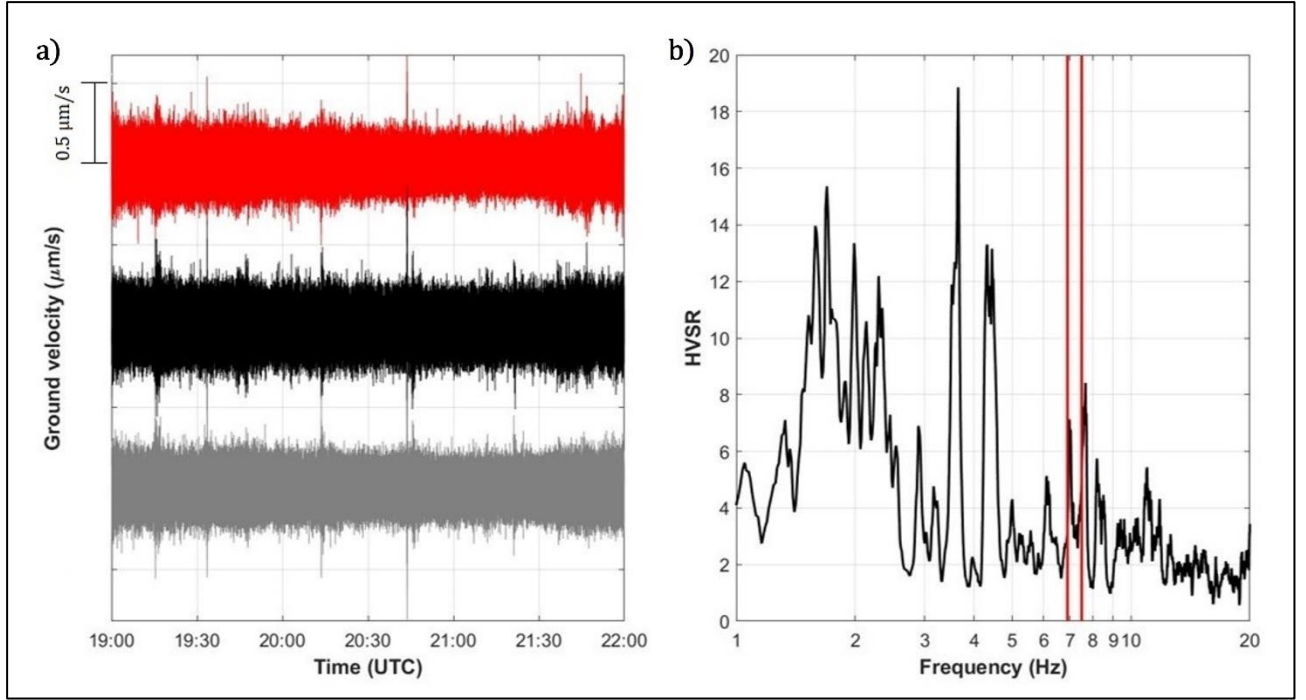 a)
0.5 μm/s
Ground velocity (μm/s)
19:00 19:30 20:00 20:30 21:00 21:30 22:00
Time (UTC)
b)
20
18
16
14
12
10
8
6
4
2
0
HVSR
1 2 3 4 5 6 7 8 9 10 20
Frequency (Hz)